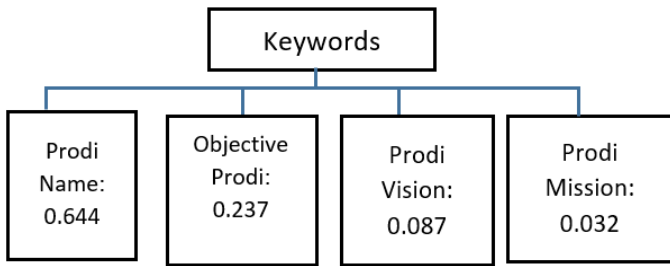 Keywords
Prodi
Name:
0.644
Objective
Prodi:
0.237
Prodi
Vision:
0.087
Prodi
Mission:
0.032